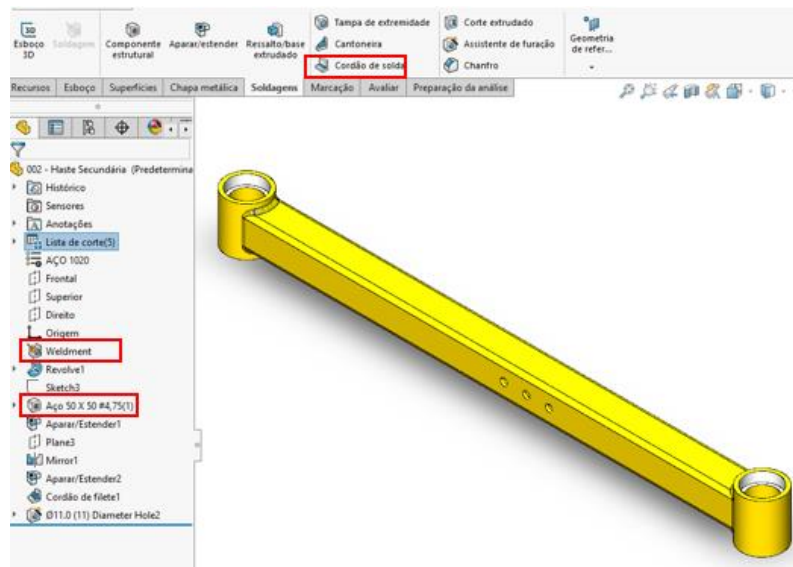 Esboço 3D
Soldagem
Componente estrutural
Aparar/estender
Ressalto/base extrudado
Tampa de extremidade
Cantoneira
Cordão de solda
Corte extrudado
Assistente de furação
Chanfro
Geometria de refer...
Recursos Esboço Superfícies Chapa metálica Soldagens Marcação Avaliar Preparação da análise
002 - Haste Secundária (Predetermina
Histórico
Sensores
Anotações
Lista de corte(5)
AÇO 1020
Frontal
Superior
Direito
Origem
Weldment
Revolve1
Sketch3
Aço 50 X 50 #4,75(1)
Aparar/Estender1
Plane3
Mirror1
Aparar/Estender2
Cordão de filete1
Ø11.0 (11) Diameter Hole2